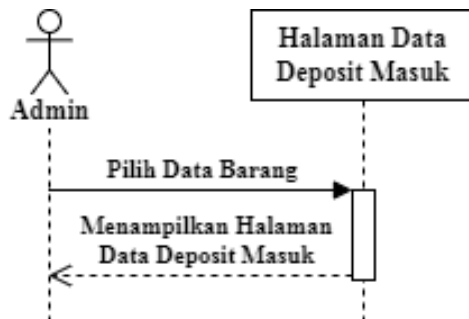 Halaman Data
Deposit Masuk
Admin
Pilih Data Barang
Menampilkan Halaman
Data Deposit Masuk